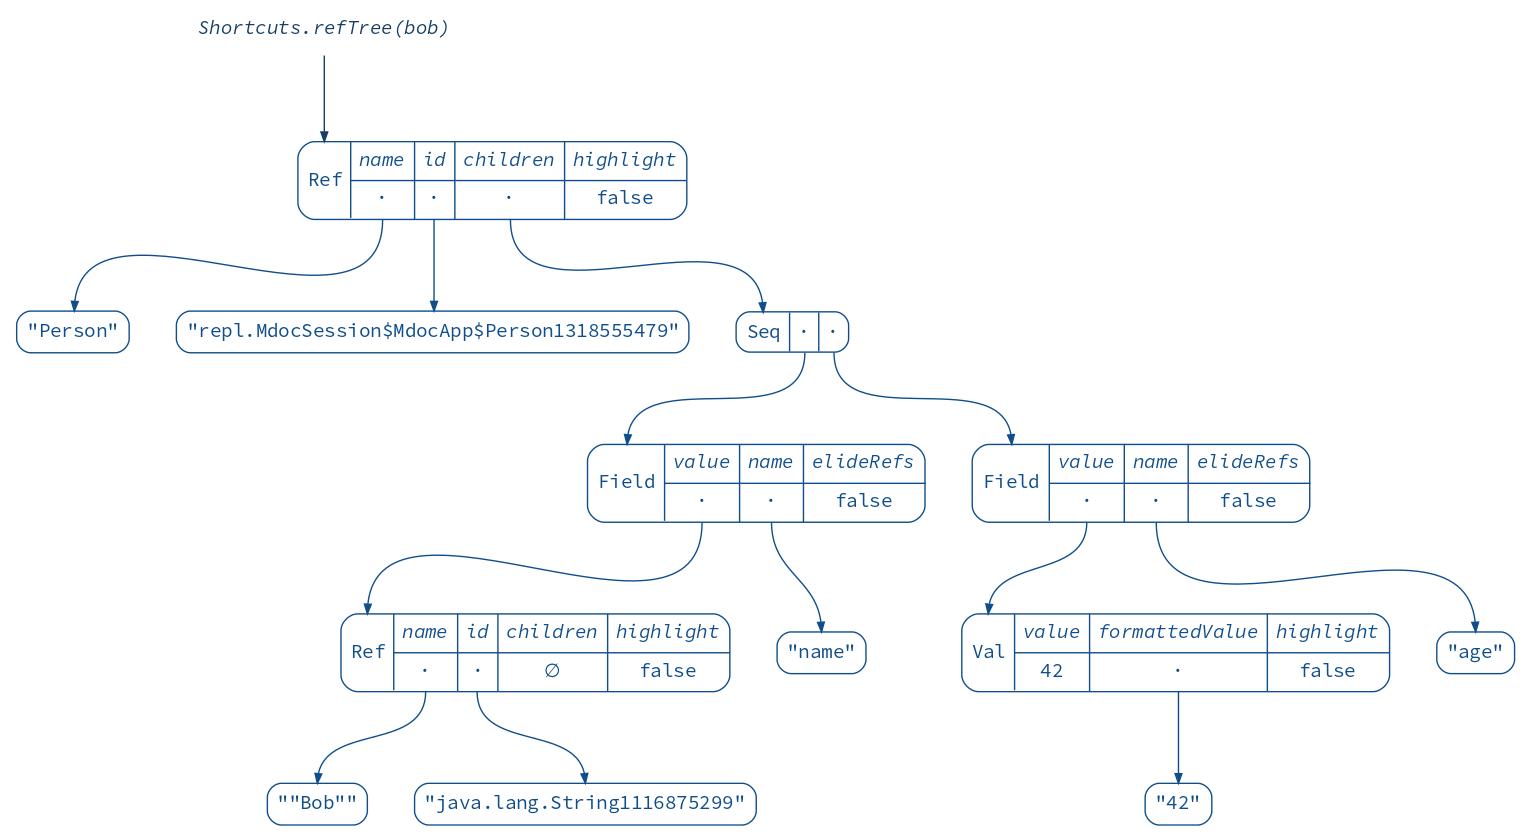 Shortcuts.refTree(bob)
Ref name id children highlight
· · · false
"Person"
"repl.MdocSession$MdocApp$Person1318555479"
Seq · ·
Field value name elideRefs
· · false
Field value name elideRefs
· · false
Ref name id children highlight
· · ∅ false
"name"
Val value formattedValue highlight
42 · false
"age"
""Bob""
"java.lang.String1116875299"
"42"